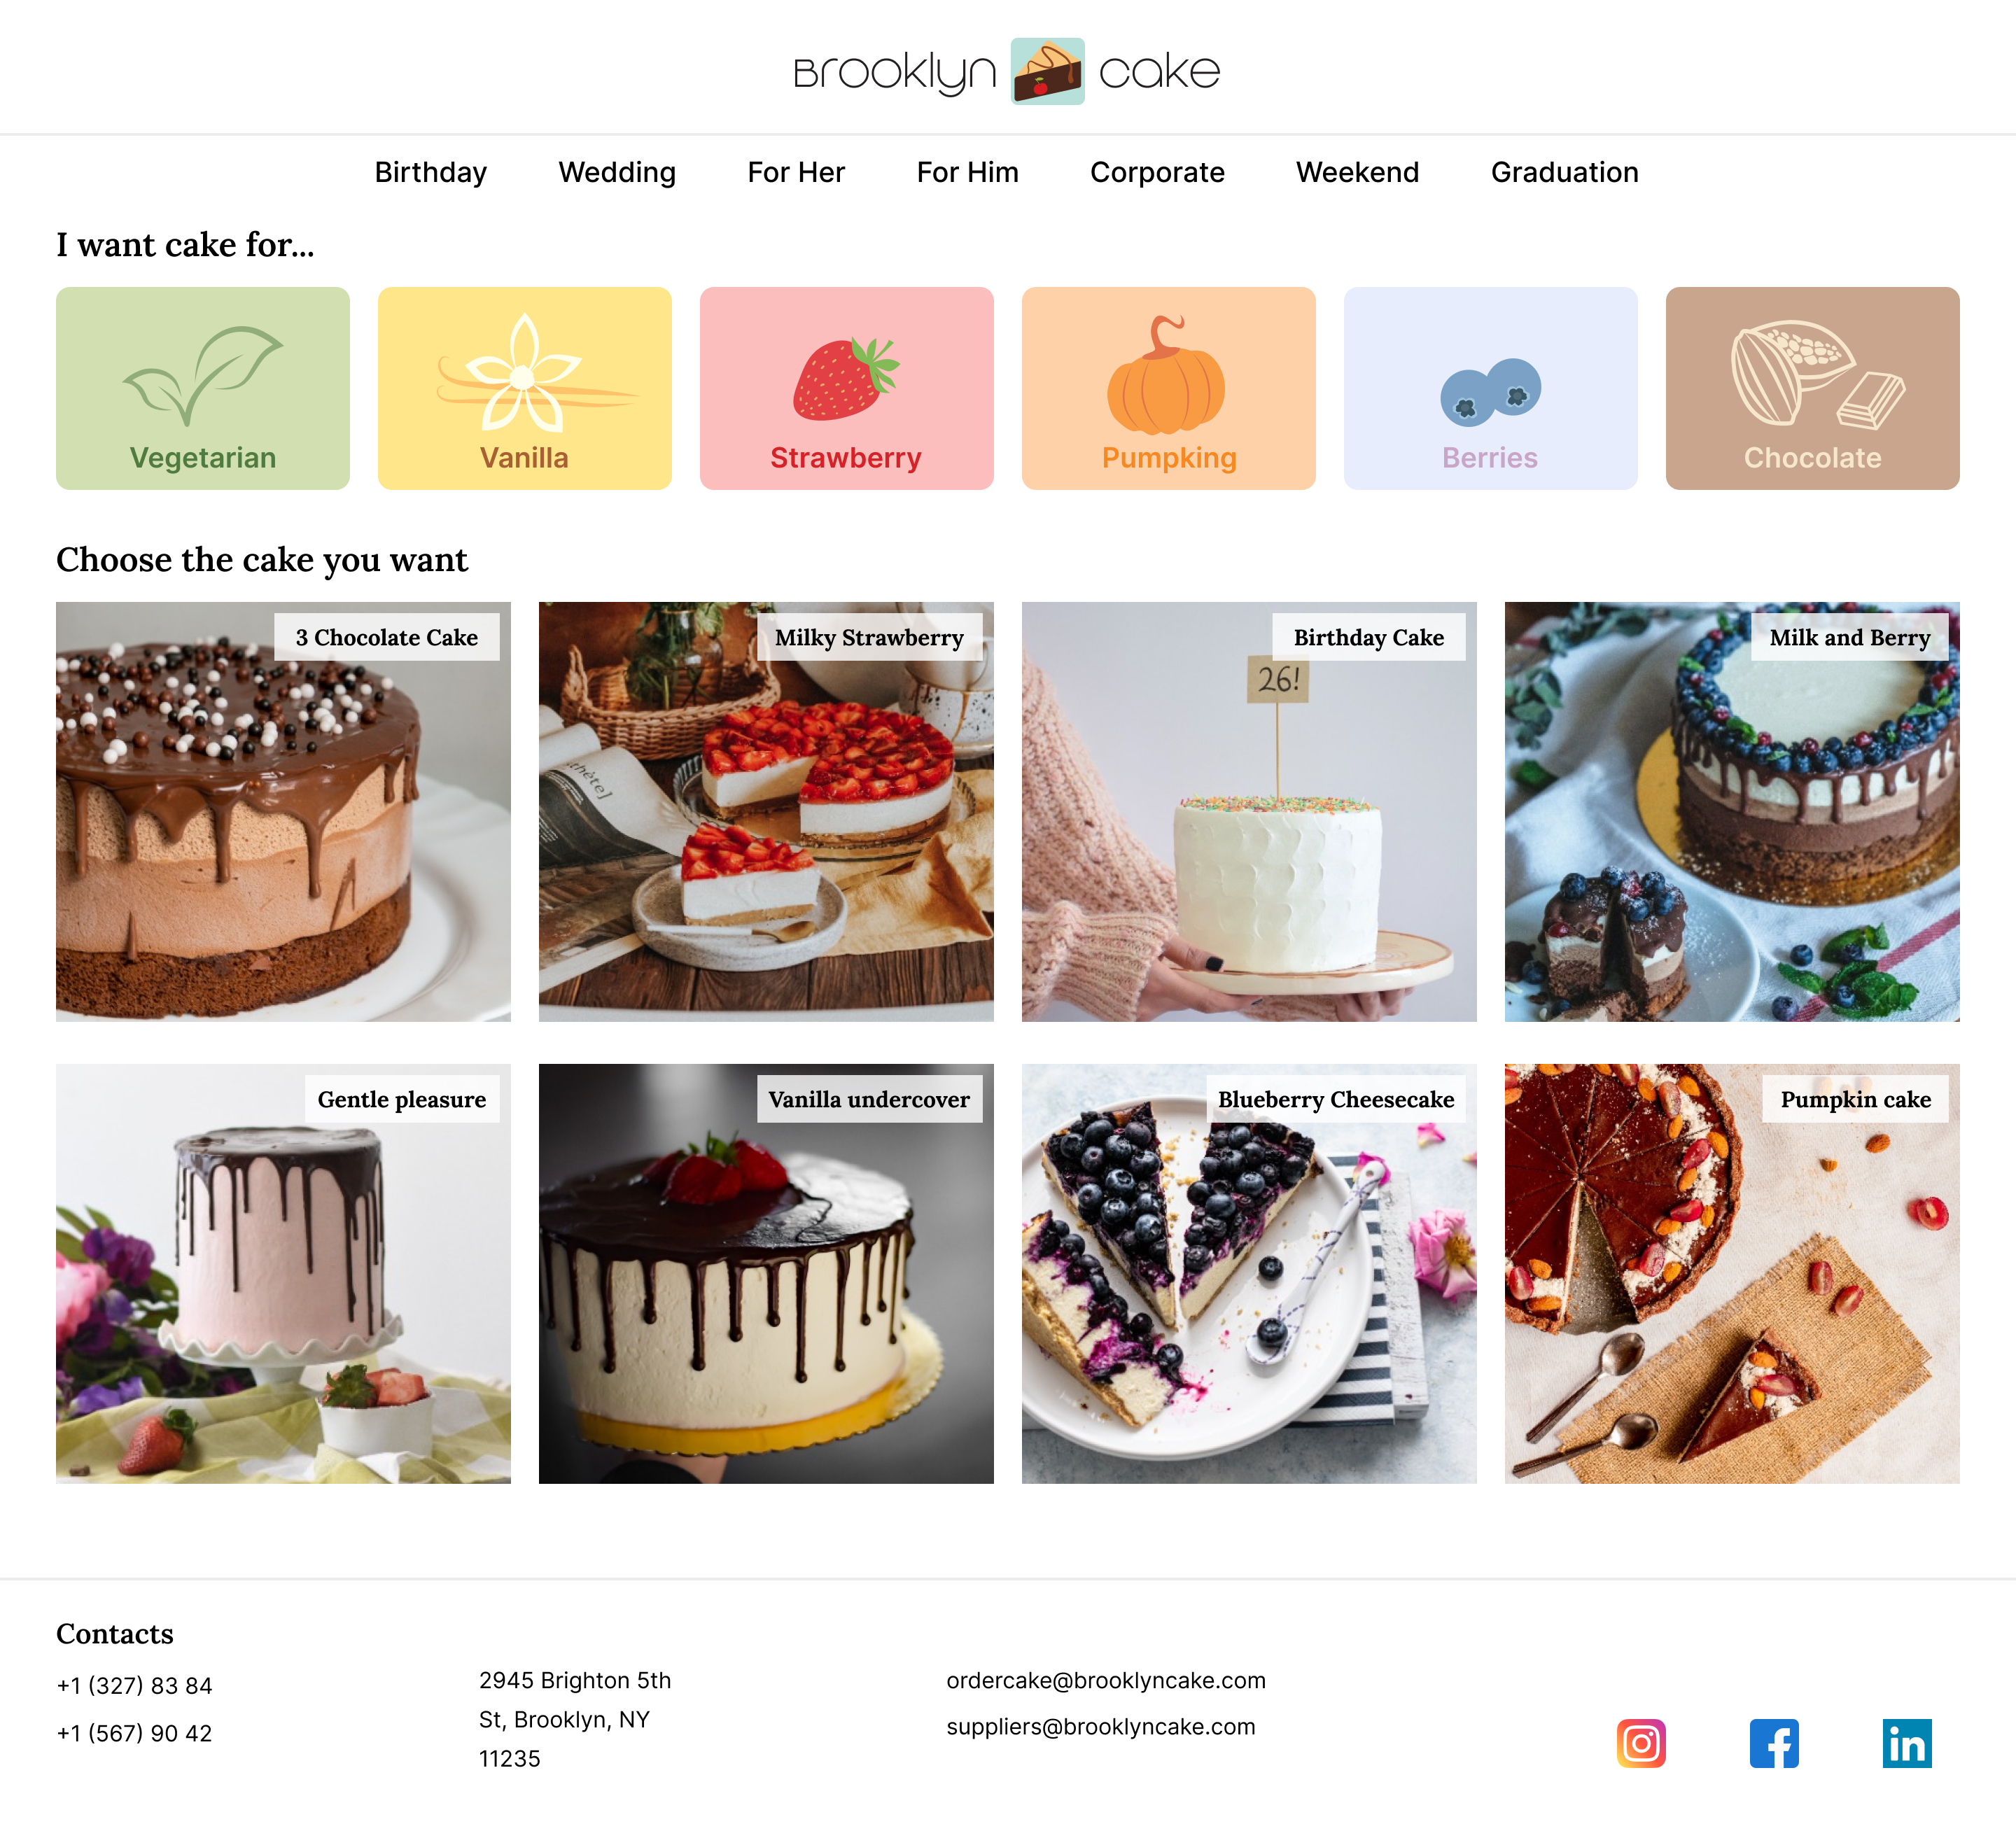 Brooklyn cake
Birthday Wedding For Her For Him Corporate Weekend Graduation
I want cake for...
Vegetarian Vanilla Strawberry Pumpking Berries Chocolate
Choose the cake you want
3 Chocolate Cake
Milky Strawberry
Birthday Cake
Milk and Berry
26!
Gentle pleasure
Vanilla undercover
Blueberry Cheesecake
Pumpkin cake
Contacts
+1 (327) 83 84
+1 (567) 90 42
2945 Brighton 5th
St, Brooklyn, NY
11235
ordercake@brooklyncake.com
suppliers@brooklyncake.com
in